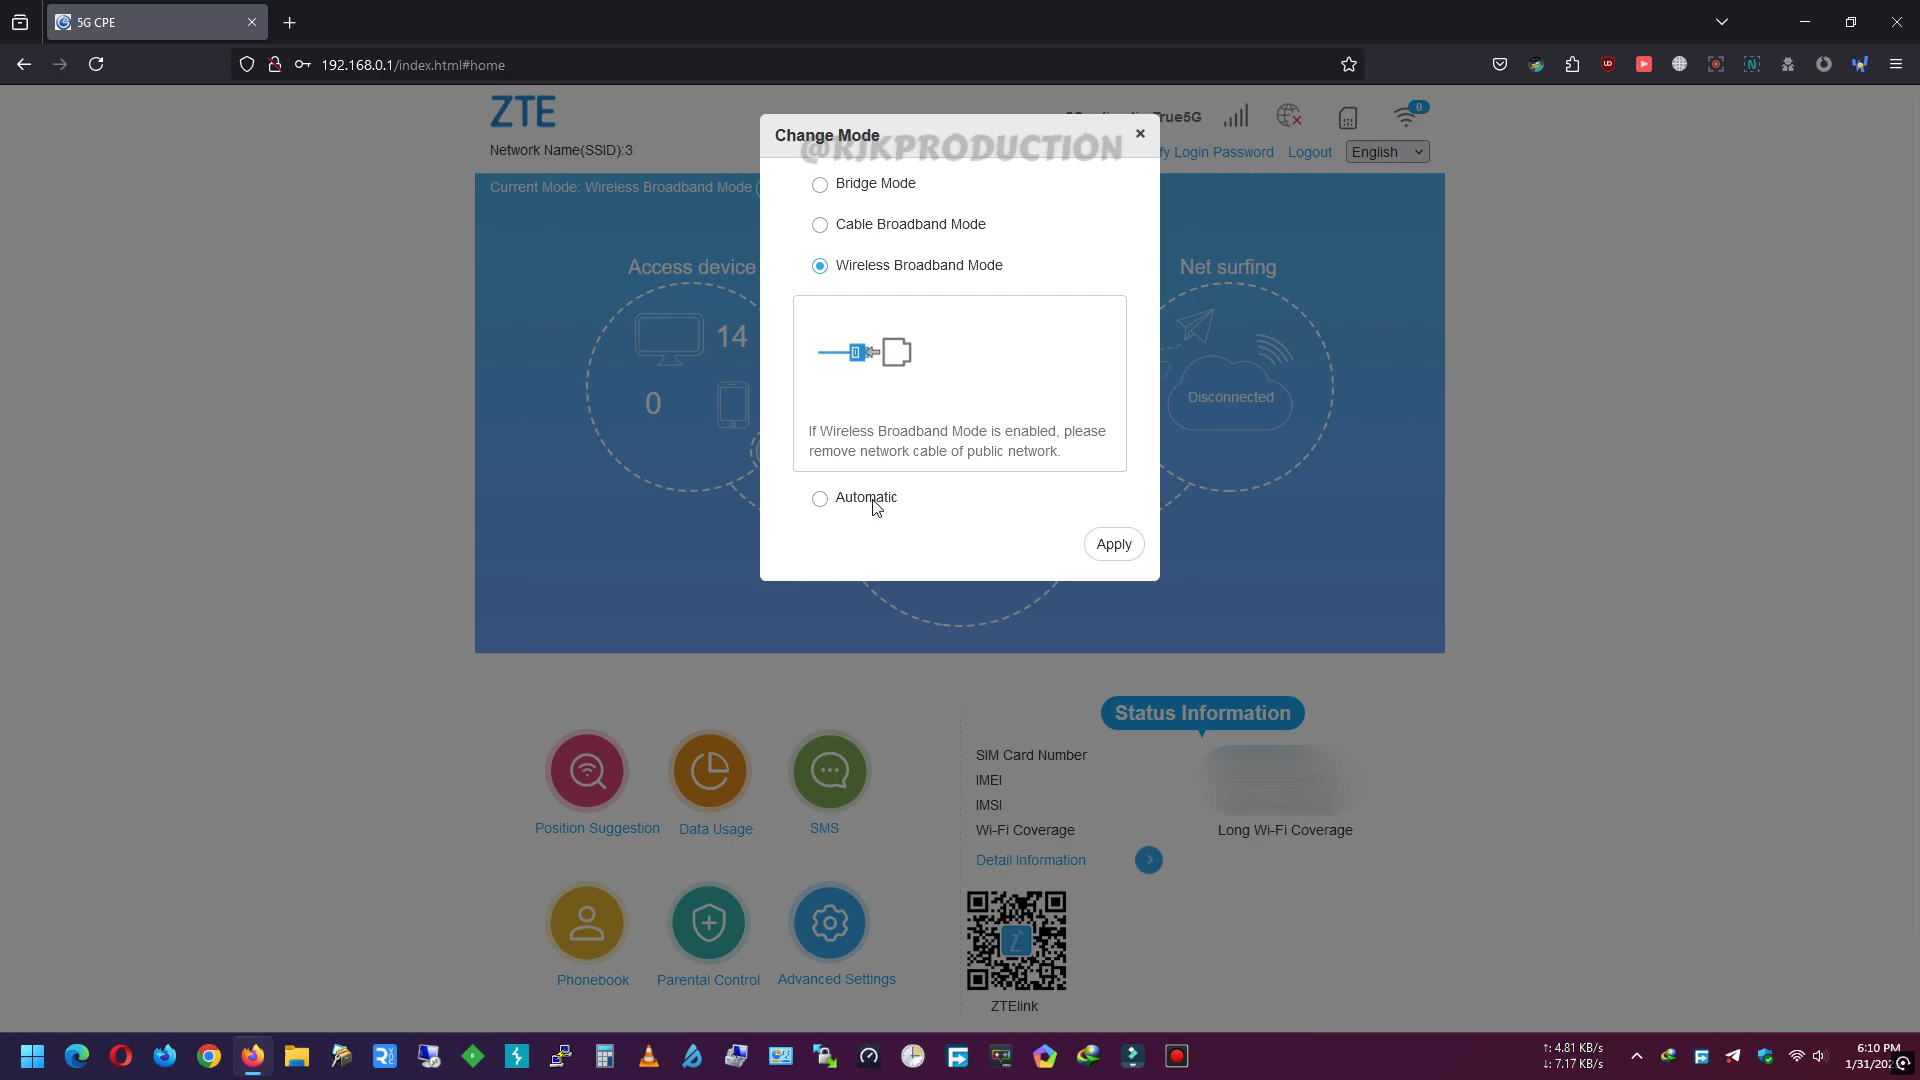 5G CPE
192.168.0.1/index.html#home
ZTE
True5G
0
Network Name(SSID):3
Login Password
Logout
English
Change Mode
@RJKPRODUCTION
Current Mode: Wireless Broadband Mode
Bridge Mode
Cable Broadband Mode
Wireless Broadband Mode
Access device
Net surfing
14
0
Disconnected
If Wireless Broadband Mode is enabled, please
remove network cable of public network.
Automatic
Apply
Status Information
SIM Card Number
IMEI
IMSI
Wi-Fi Coverage
Long Wi-Fi Coverage
Detail Information
Position Suggestion
Data Usage
SMS
Phonebook
Parental Control
Advanced Settings
ZTElink
↑: 4.81 KB/s
↓: 7.17 KB/s
6:10 PM